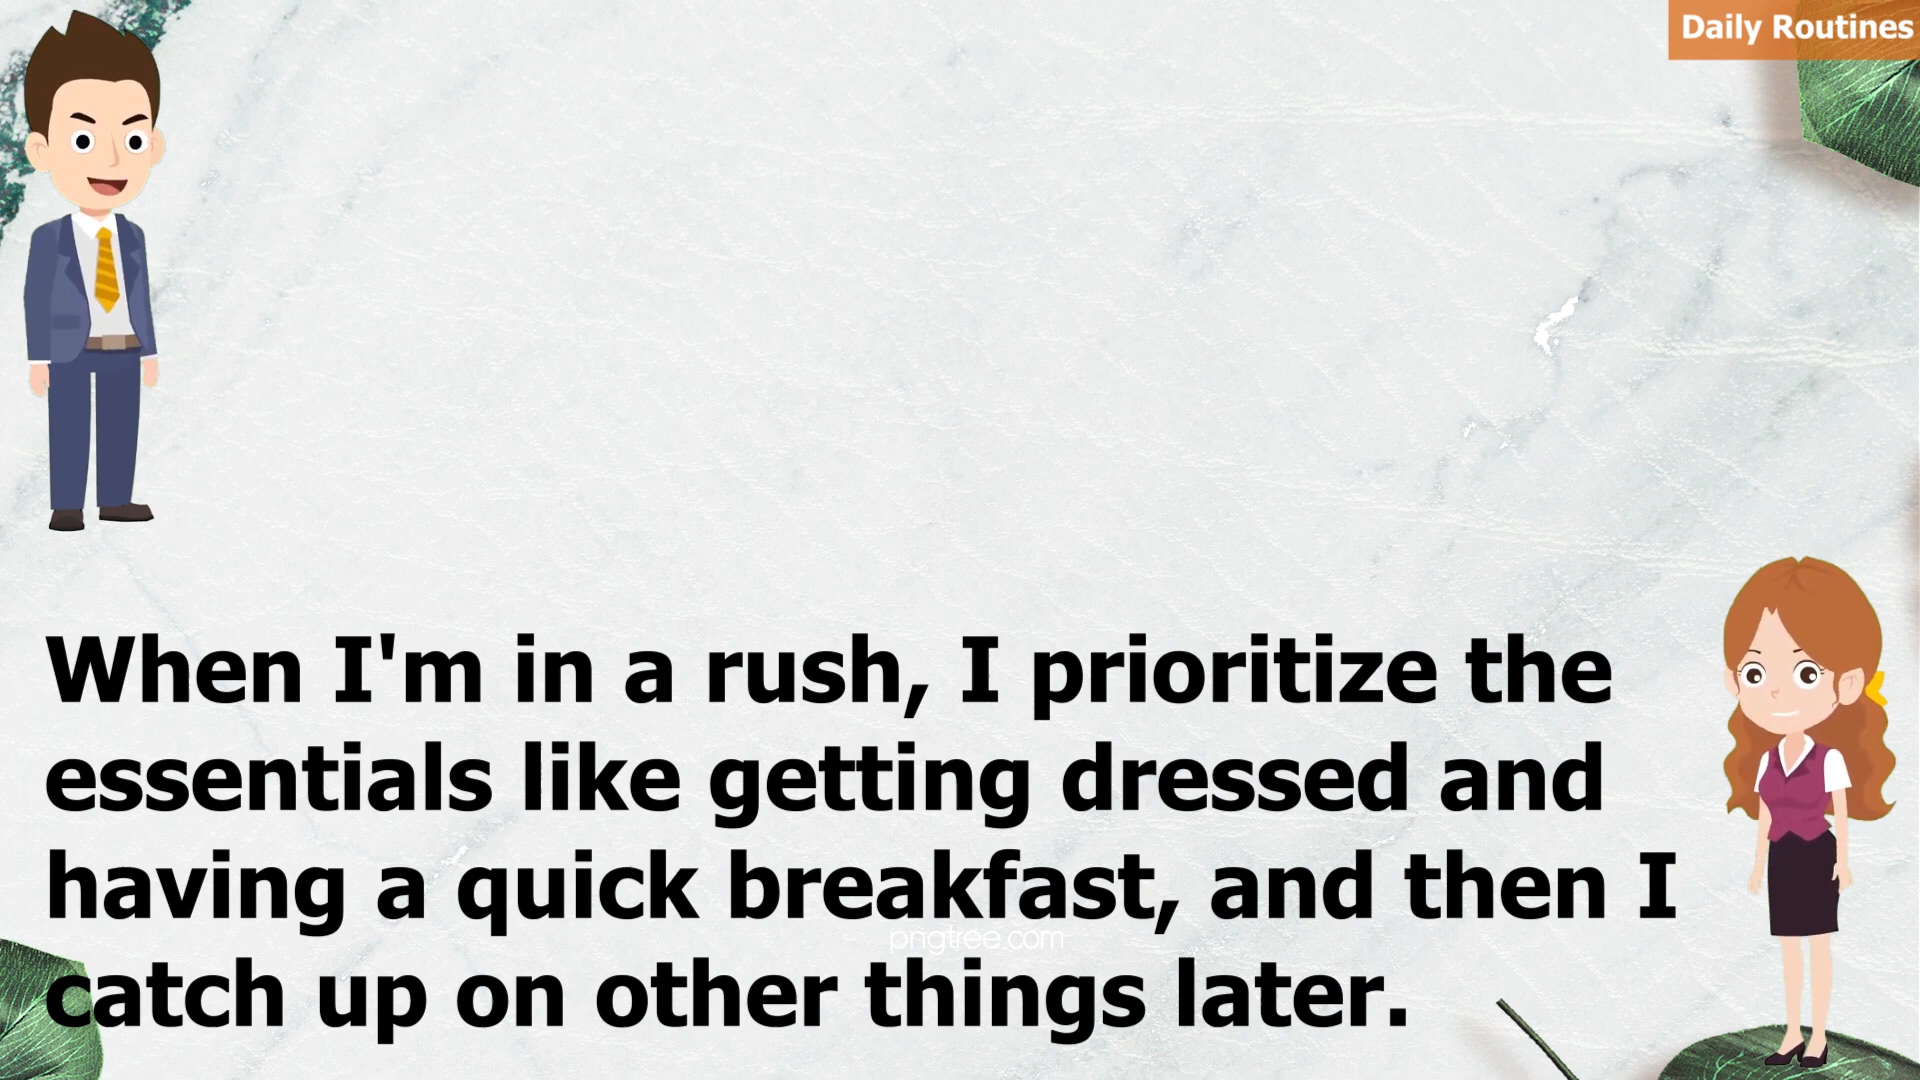 Daily Routines
When I'm in a rush, I prioritize the
essentials like getting dressed and
having a quick breakfast, and then I
pngtree.com
catch up on other things later.